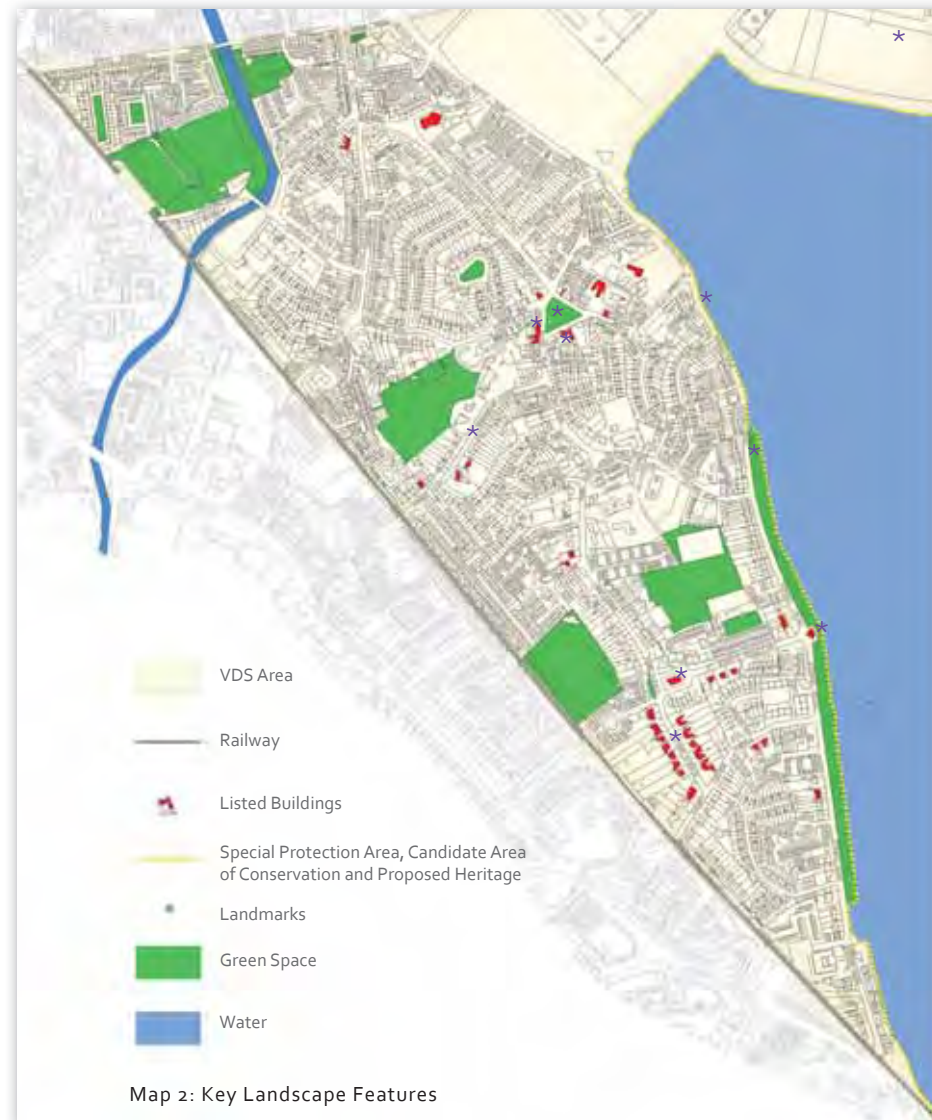 VDS Area
Railway
Listed Buildings
Special Protection Area, Candidate Area
of Conservation and Proposed Heritage
Landmarks
Green Space
Water
Map 2: Key Landscape Features